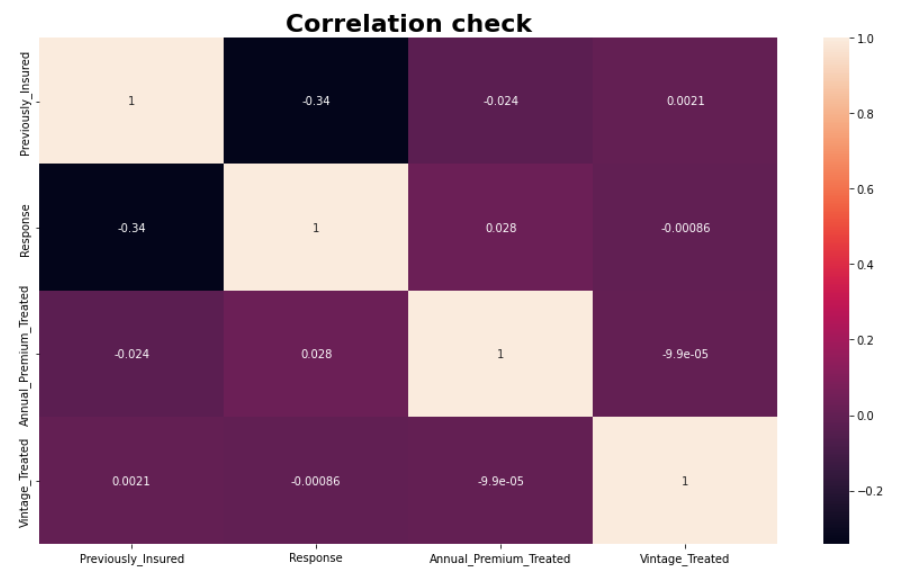 Correlation check
Previously_Insured
1
-0.34
-0.024
0.0021
Response
-0.34
1
0.028
-0.00086
Annual_Premium_Treated
-0.024
0.028
1
-9.9e-05
Vintage_Treated
0.0021
-0.00086
-9.9e-05
1
Previously_Insured
Response
Annual_Premium_Treated
Vintage_Treated
1.0
0.8
0.6
0.4
0.2
0.0
−0.2